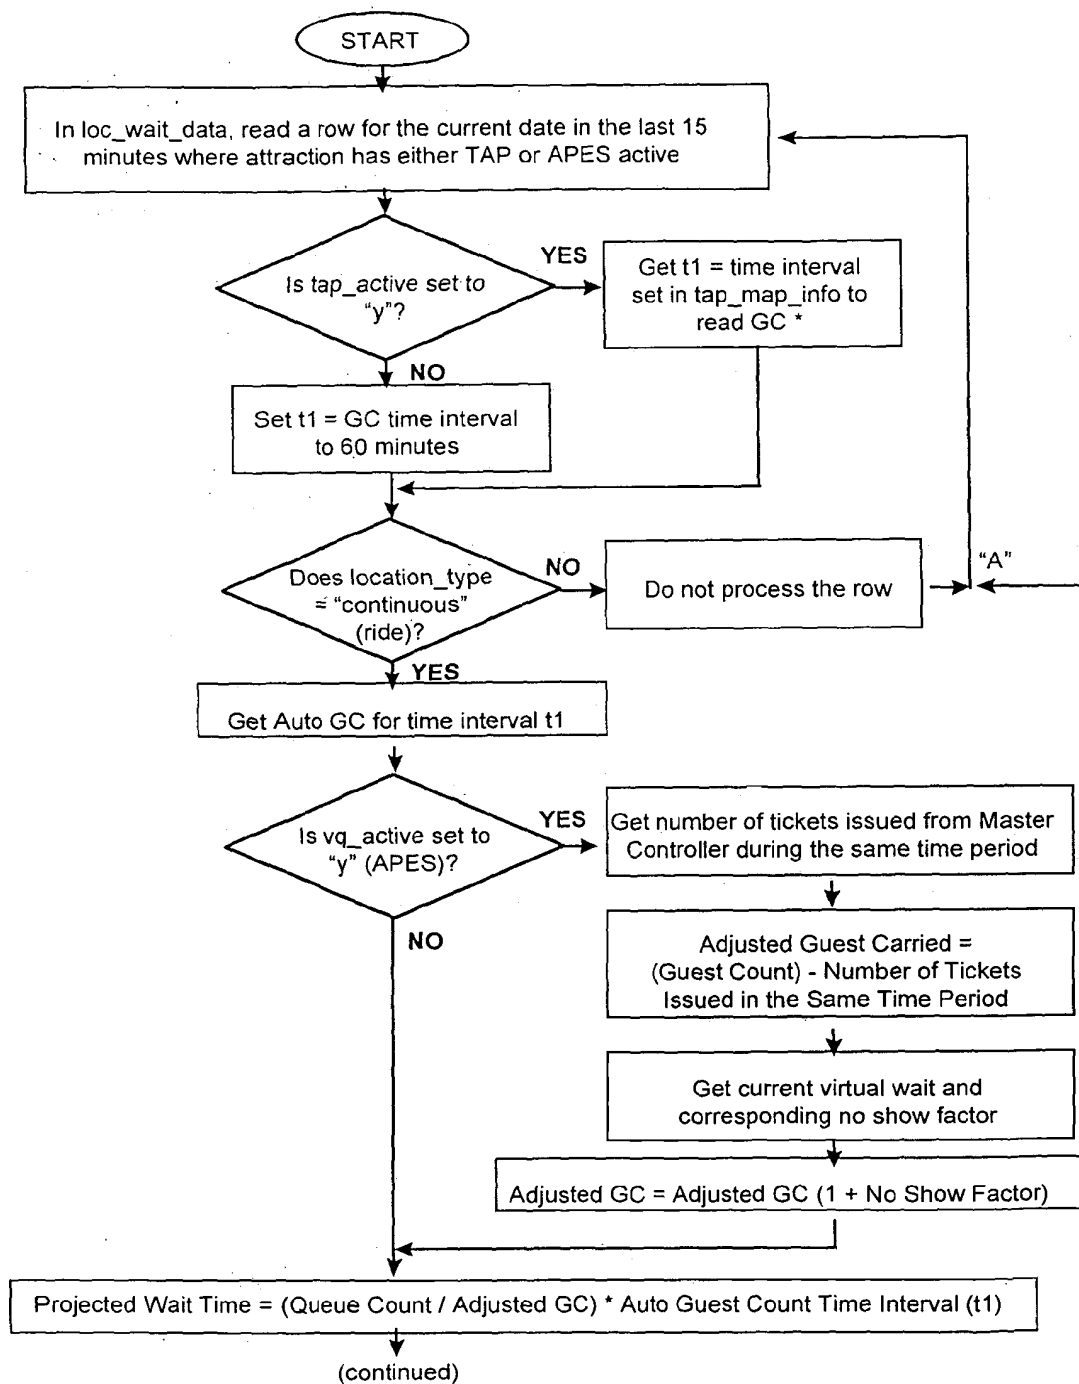 START
In loc_wait_data, read a row for the current date in the last 15
minutes where attraction has either TAP or APES active
Is tap_active set to
"y"?
YES
Get t1 = time interval
set in tap_map_info to
read GC *
NO
Set t1 = GC time interval
to 60 minutes
Does location_type
= "continuous"
(ride)?
NO
Do not process the row
"A"
YES
Get Auto GC for time interval t1
Is vq_active set to
"y" (APES)?
YES
Get number of tickets issued from Master
Controller during the same time period
NO
Adjusted Guest Carried =
(Guest Count) - Number of Tickets
Issued in the Same Time Period
Get current virtual wait and
corresponding no show factor
Adjusted GC = Adjusted GC (1 + No Show Factor)
Projected Wait Time = (Queue Count / Adjusted GC) * Auto Guest Count Time Interval (t1)
(continued)